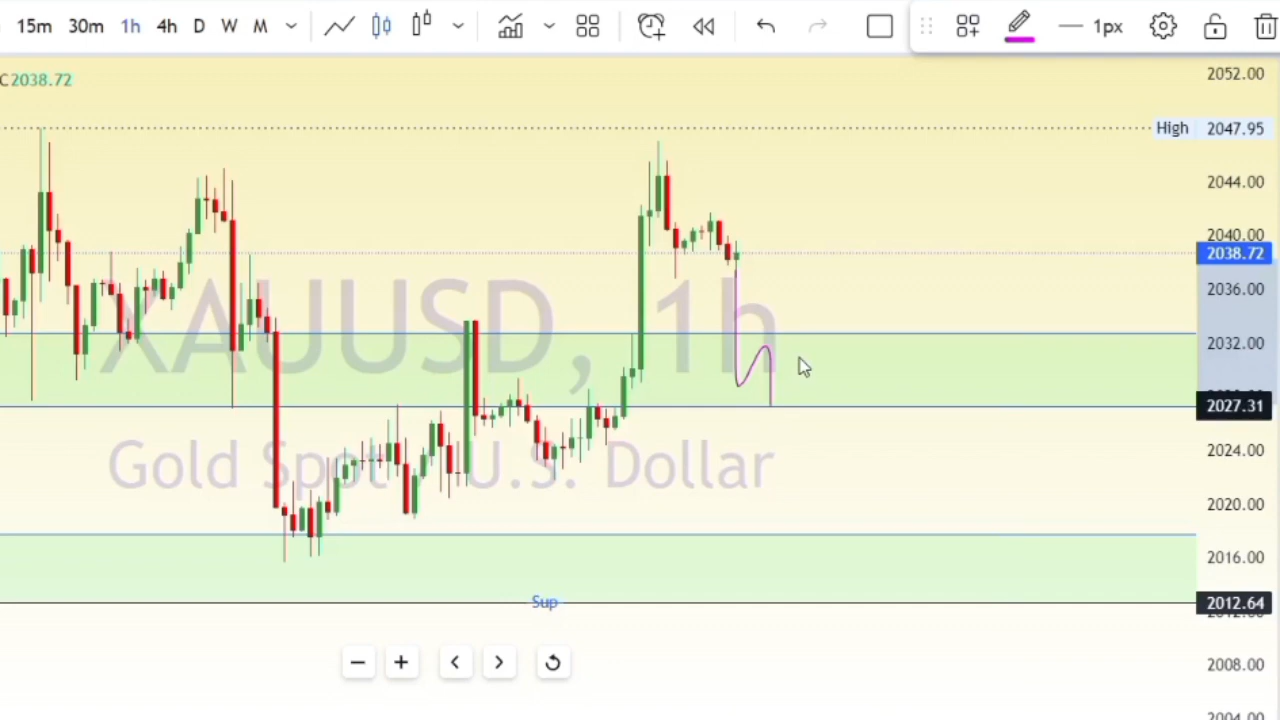 15m 30m 1h 4h D W M 1px
C2038.72
2052.00
High 2047.95
2044.00
2040.00
2038.72
2036.00
XAUUSD, 1h
2032.00
2027.31
2024.00
Gold Spot U.S. Dollar
2020.00
2016.00
Sup
2012.64
2008.00
2004.00